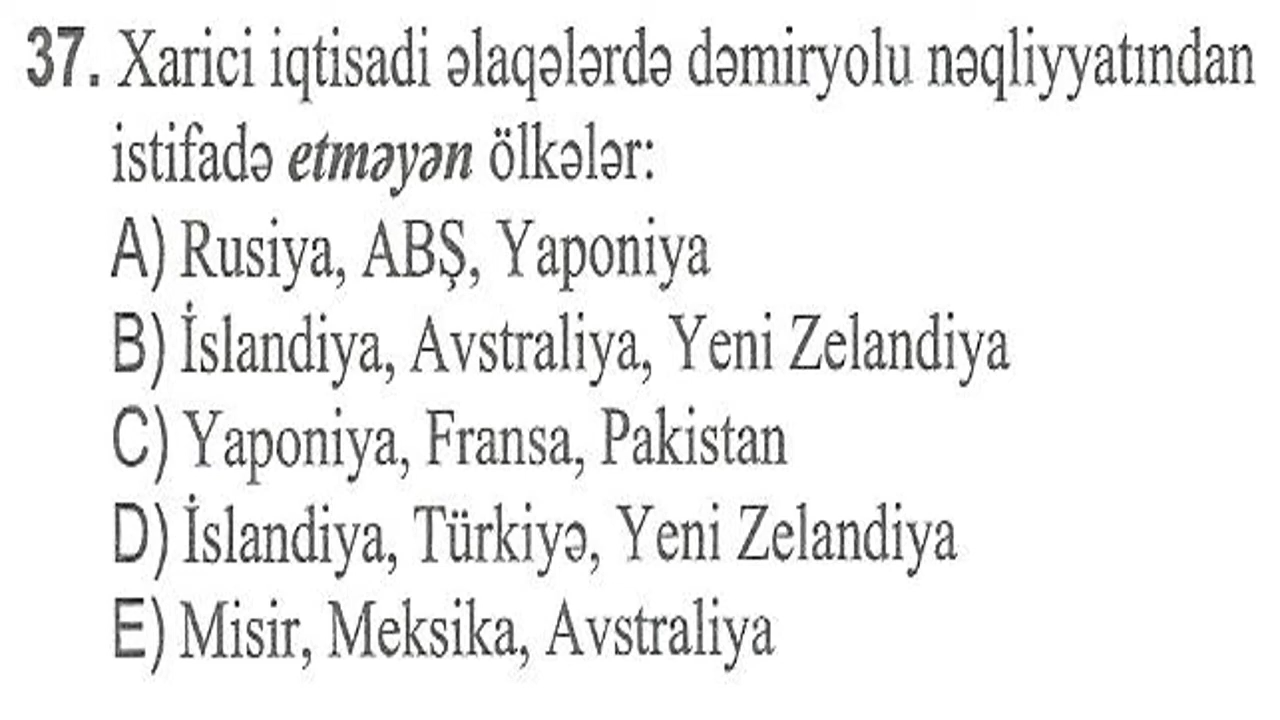 37. Xarici iqtisadi əlaqələrdə dəmiryolu nəqliyyatından
istifadə etməyən ölkələr:
A) Rusiya, ABŞ, Yaponiya
B) İslandiya, Avstraliya, Yeni Zelandiya
C) Yaponiya, Fransa, Pakistan
D) İslandiya, Türkiyə, Yeni Zelandiya
E) Misir, Meksika, Avstraliya